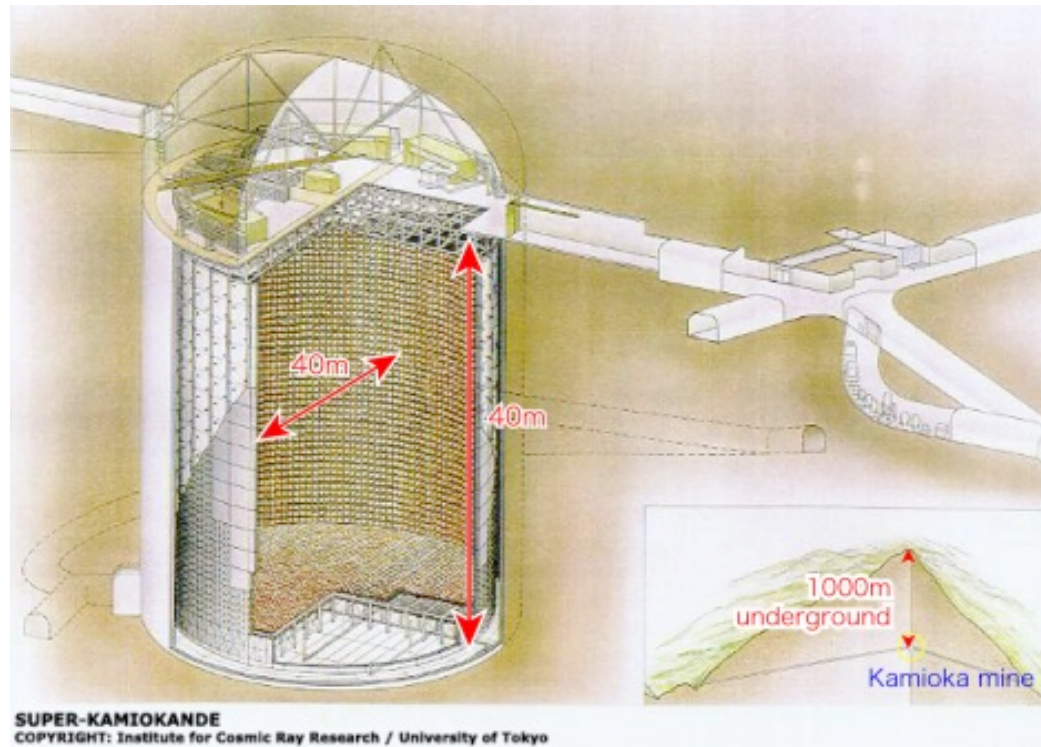 40m
40m
1000m
underground
Kamioka mine
SUPER-KAMIOKANDE
COPYRIGHT: Institute for Cosmic Ray Research / University of Tokyo